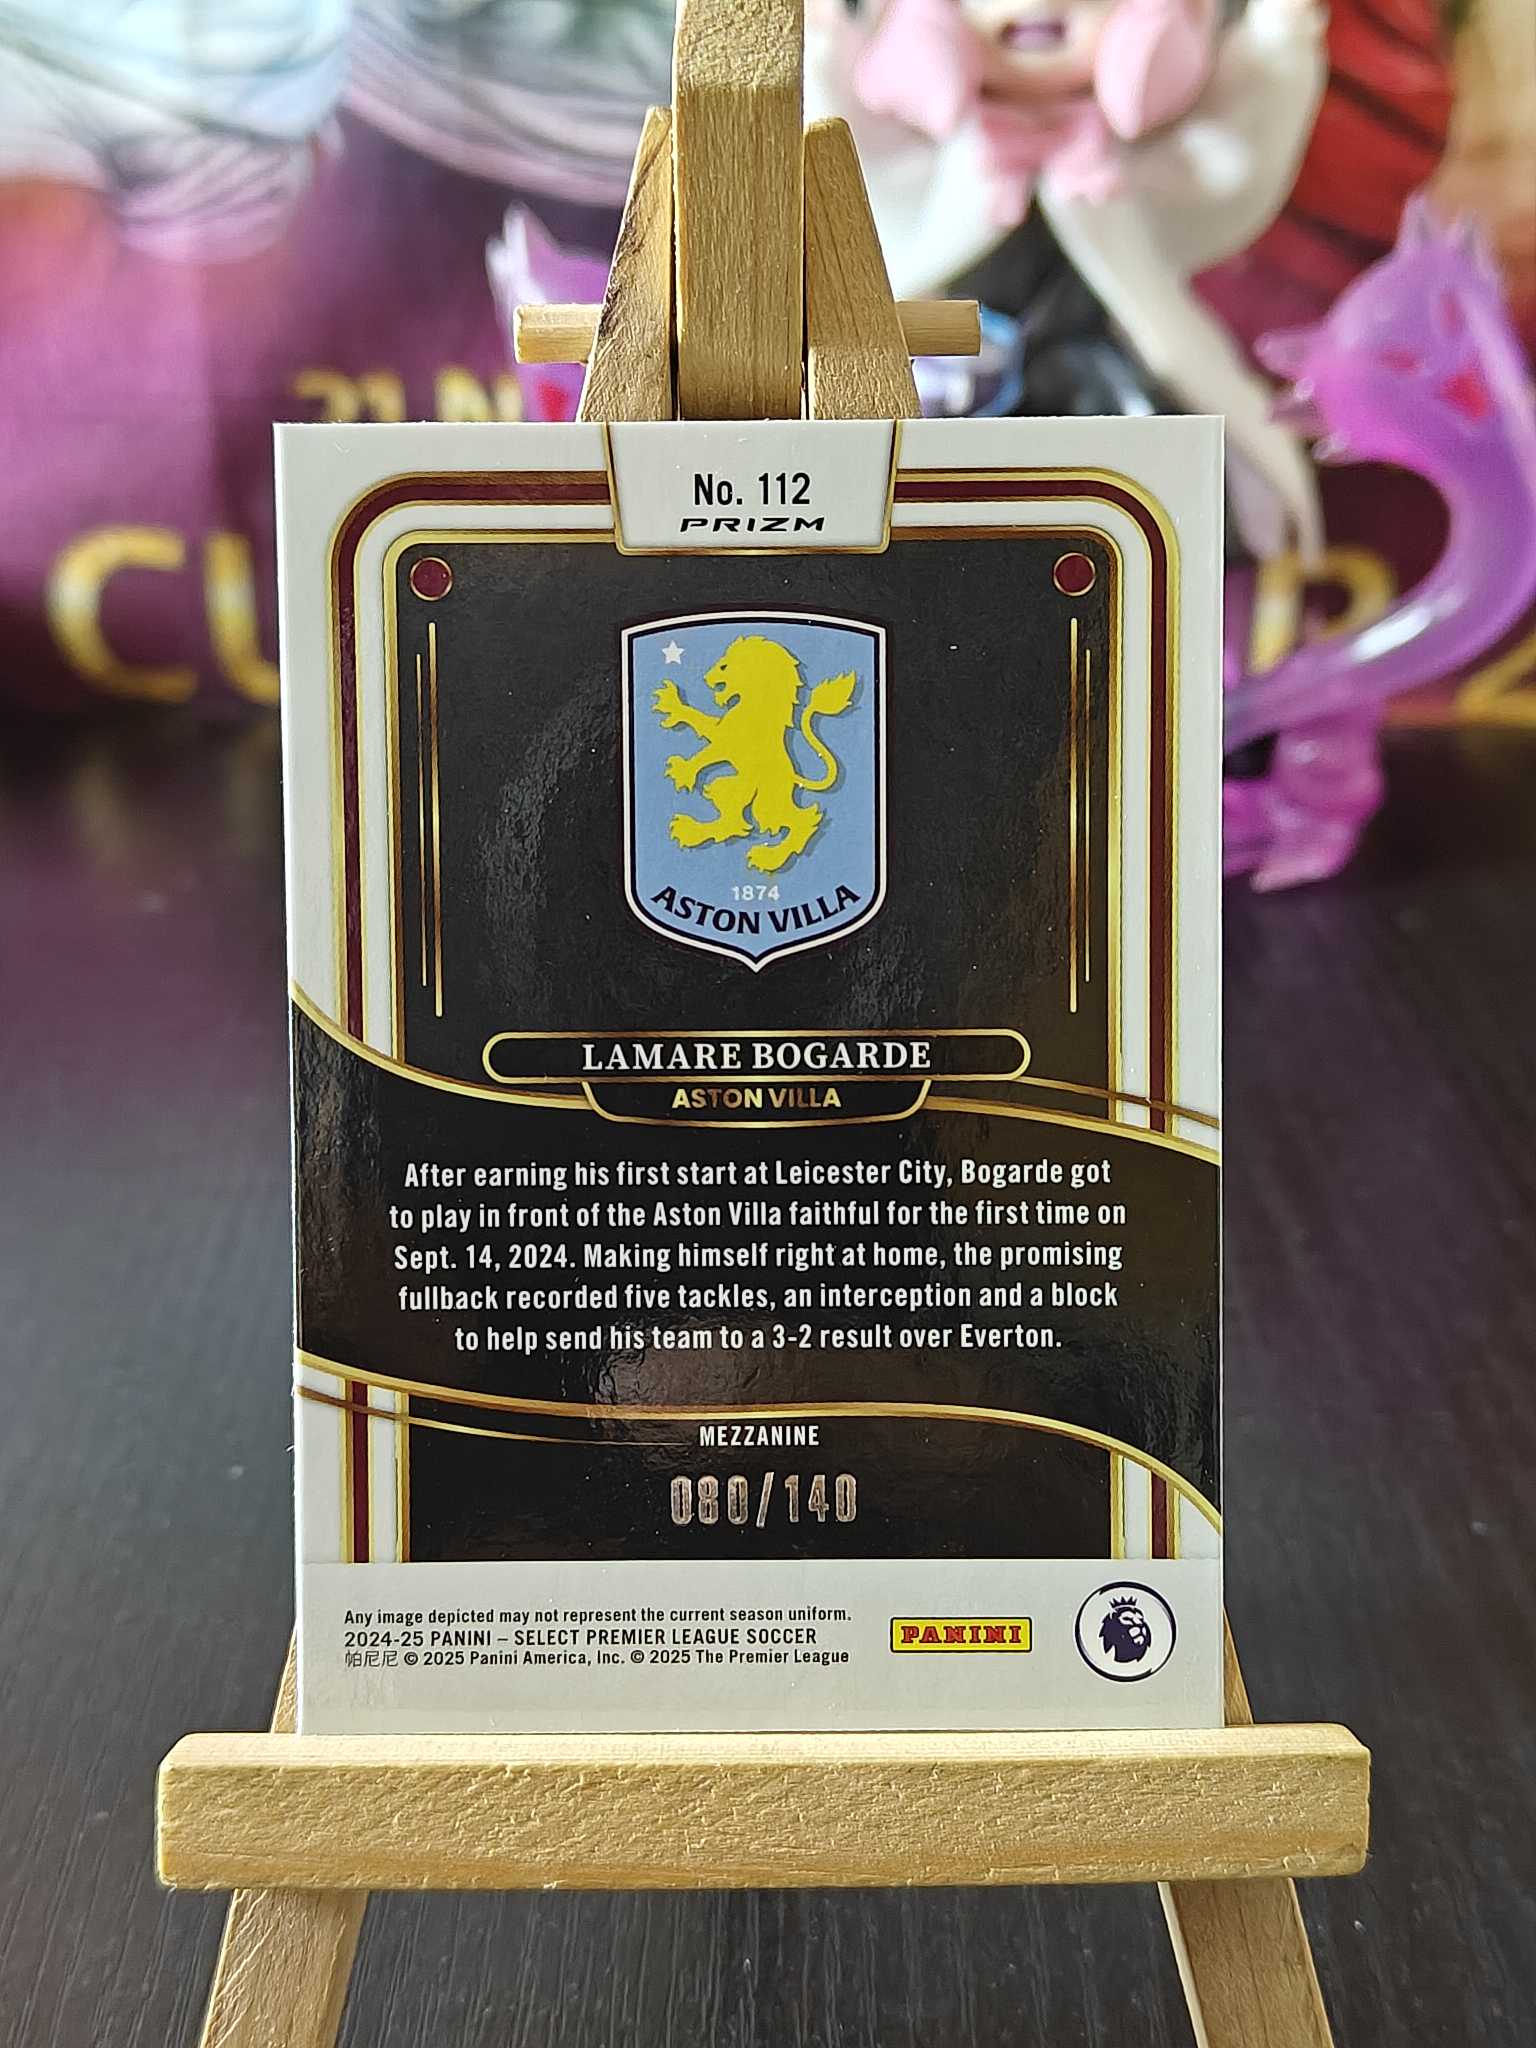 No. 112
PRIZM
1874
ASTON VILLA
LAMARE BOGARDE
ASTON VILLA
After earning his first start at Leicester City, Bogarde got
to play in front of the Aston Villa faithful for the first time on
Sept. 14, 2024. Making himself right at home, the promising
fullback recorded five tackles, an interception and a block
to help send his team to a 3-2 result over Everton.
MEZZANINE
080/140
Any image depicted may not represent the current season uniform.
2024-25 PANINI – SELECT PREMIER LEAGUE SOCCER
帕尼尼 © 2025 Panini America, Inc. © 2025 The Premier League
PANINI